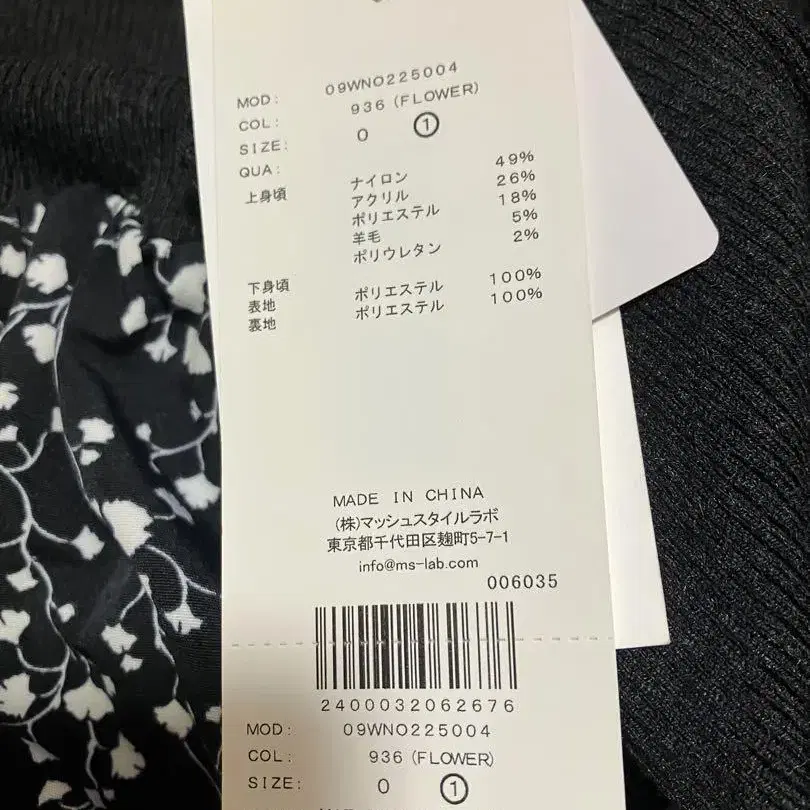 MOD: 09WNO225004
COL: 936 (FLOWER)
SIZE: 0 ①
QUA:
上身頃 ナイロン 49%
アクリル 26%
ポリエステル 18%
羊毛 5%
ポリウレタン 2%
下身頃
表地 ポリエステル 100%
裏地 ポリエステル 100%
MADE IN CHINA
(株)マッシュスタイルラボ
東京都千代田区麹町5-7-1
info@ms-lab.com
006035
2400032062676
MOD: 09WNO225004
COL: 936 (FLOWER)
SIZE: 0 ①